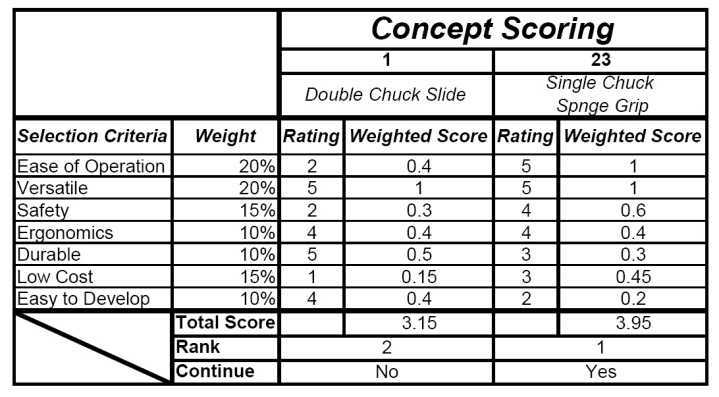 Concept Scoring
1 23
Double Chuck Slide Single Chuck
Spnge Grip
Selection Criteria Weight Rating Weighted Score Rating Weighted Score
Ease of Operation 20% 2 0.4 5 1
Versatile 20% 5 1 5 1
Safety 15% 2 0.3 4 0.6
Ergonomics 10% 4 0.4 4 0.4
Durable 10% 5 0.5 3 0.3
Low Cost 15% 1 0.15 3 0.45
Easy to Develop 10% 4 0.4 2 0.2
Total Score 3.15 3.95
Rank 2 1
Continue No Yes